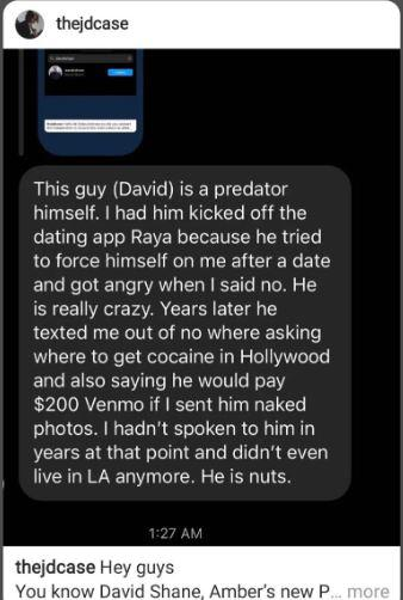 thejdcase
This guy (David) is a predator
himself. I had him kicked off the
dating app Raya because he tried
to force himself on me after a date
and got angry when I said no. He
is really crazy. Years later he
texted me out of no where asking
where to get cocaine in Hollywood
and also saying he would pay
$200 Venmo if I sent him naked
photos. I hadn’t spoken to him in
years at that point and didn’t even
live in LA anymore. He is nuts.
1:27 AM
thejdcase Hey guys
You know David Shane, Amber’s new P... more